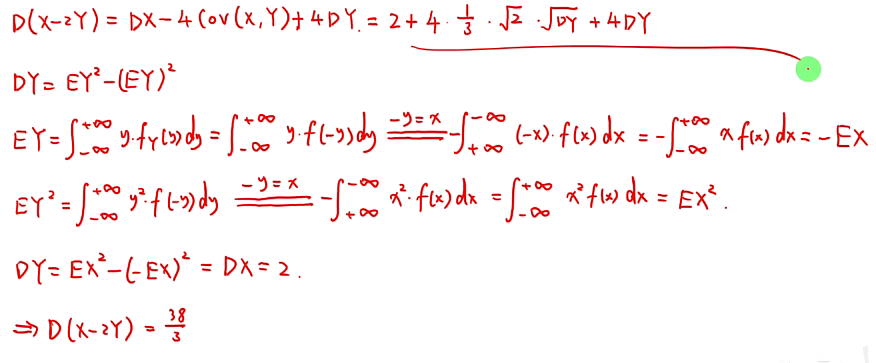 D(X-2Y) = DX - 4Cov(X,Y) + 4DY. = 2 + 4 · 1/3 · √2 · √DY + 4DY
DY = EY² - (EY)²
EY = ∫_{-∞}^{+∞} y·f_Y(y)dy = ∫_{-∞}^{+∞} y·f(-y)dy =(-y=x)= -∫_{+∞}^{-∞} (-x)·f(x)dx = -∫_{-∞}^{+∞} x f(x)dx = -EX
EY² = ∫_{-∞}^{+∞} y²·f(-y)dy =(-y=x)= -∫_{+∞}^{-∞} x²·f(x)dx = ∫_{-∞}^{+∞} x² f(x)dx = EX².
DY = EX² - (-EX)² = DX = 2.
⇒ D(X-2Y) = 38/3